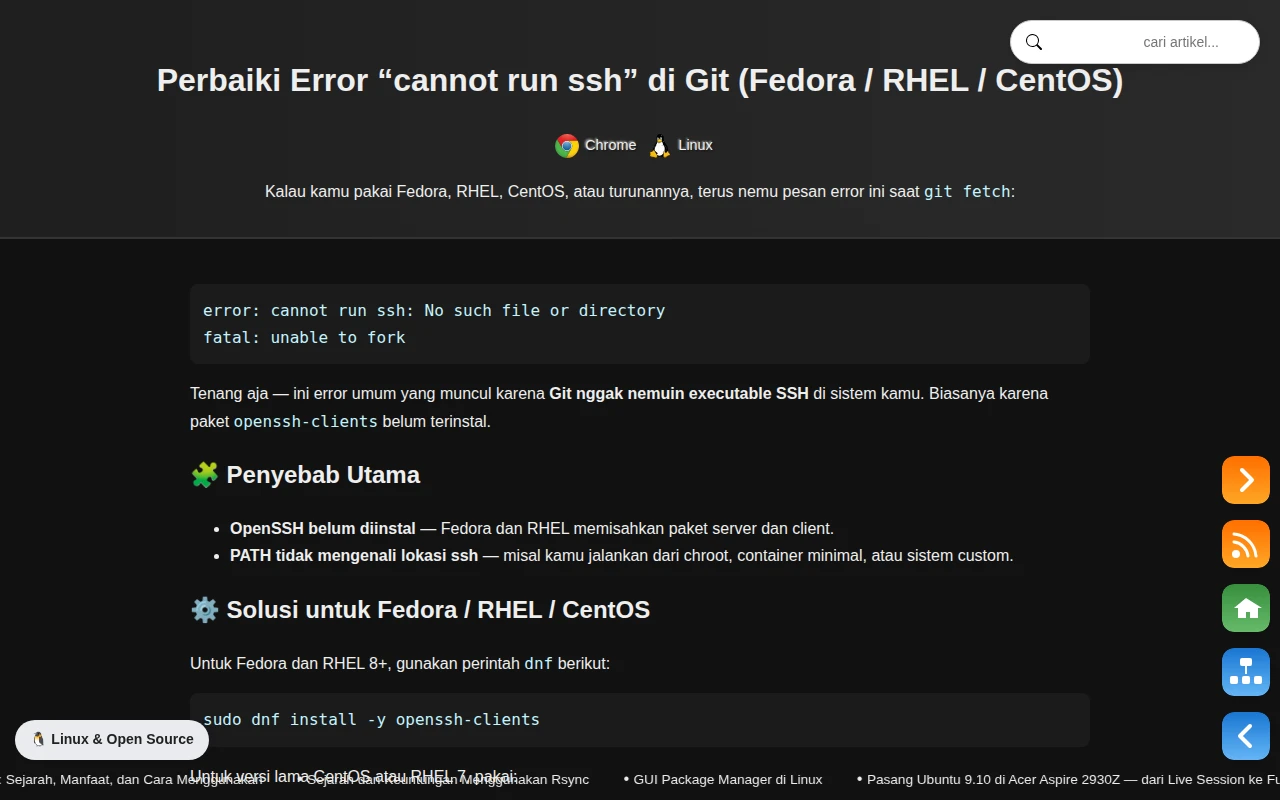 cari artikel...
Perbaiki Error “cannot run ssh” di Git (Fedora / RHEL / CentOS)
Chrome Linux
Kalau kamu pakai Fedora, RHEL, CentOS, atau turunannya, terus nemu pesan error ini saat git fetch:
error: cannot run ssh: No such file or directory
fatal: unable to fork
Tenang aja — ini error umum yang muncul karena Git nggak nemuin executable SSH di sistem kamu. Biasanya karena
paket openssh-clients belum terinstal.
🧩 Penyebab Utama
• OpenSSH belum diinstal — Fedora dan RHEL memisahkan paket server dan client.
• PATH tidak mengenali lokasi ssh — misal kamu jalankan dari chroot, container minimal, atau sistem custom.
⚙️ Solusi untuk Fedora / RHEL / CentOS
Untuk Fedora dan RHEL 8+, gunakan perintah dnf berikut:
sudo dnf install -y openssh-clients
🐧 Linux & Open Source
Untuk versi lama CentOS atau RHEL 7, pakai:
: Sejarah, Manfaat, dan Cara Menggunakan • Sejarah dan Keuntungan Menggunakan Rsync • GUI Package Manager di Linux • Pasang Ubuntu 9.10 di Acer Aspire 2930Z — dari Live Session ke Fu